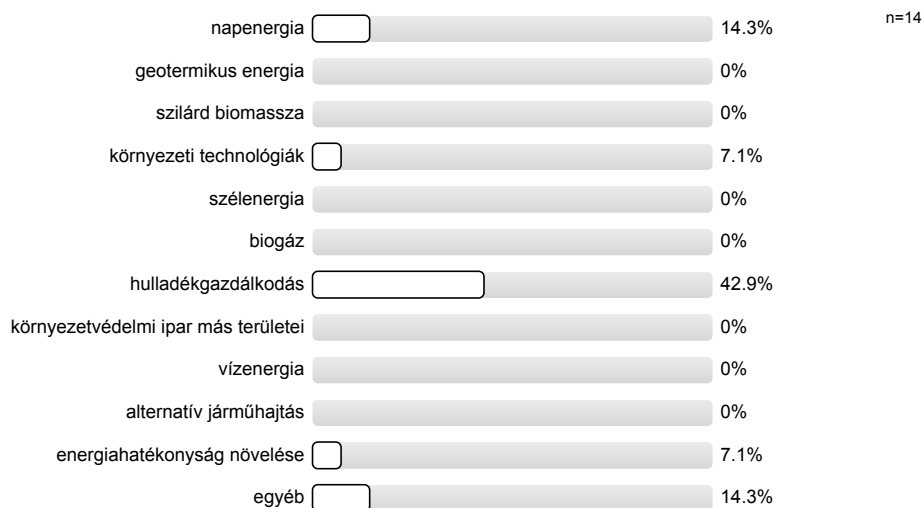 napenergia 14.3% n=14
geotermikus energia 0%
szilárd biomassza 0%
környezeti technológiák 7.1%
szélenergia 0%
biogáz 0%
hulladékgazdálkodás 42.9%
környezetvédelmi ipar más területei 0%
vízenergia 0%
alternatív járműhajtás 0%
energiahatékonyság növelése 7.1%
egyéb 14.3%